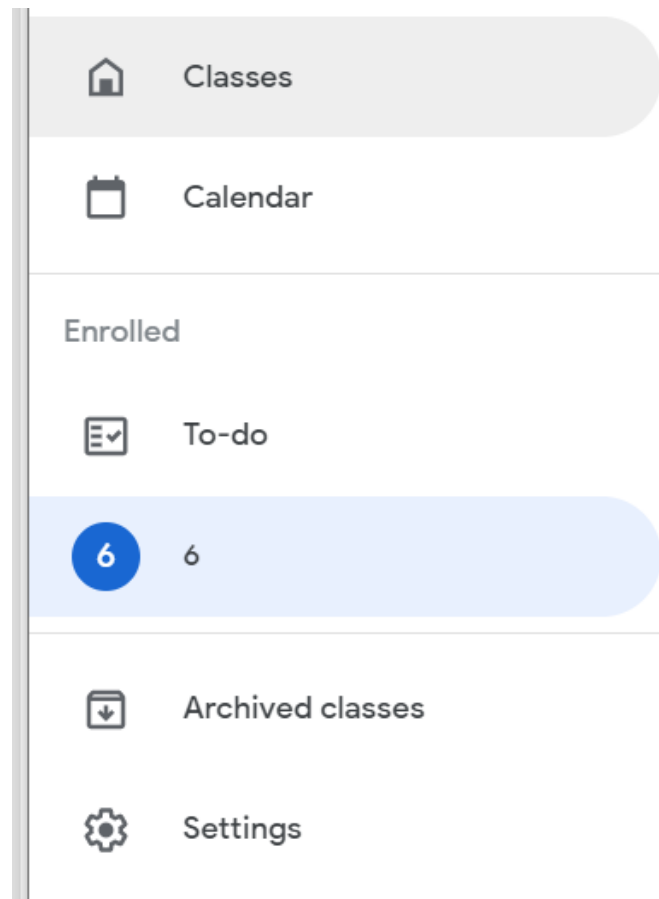 Classes
Calendar
Enrolled
To-do
6 6
Archived classes
Settings